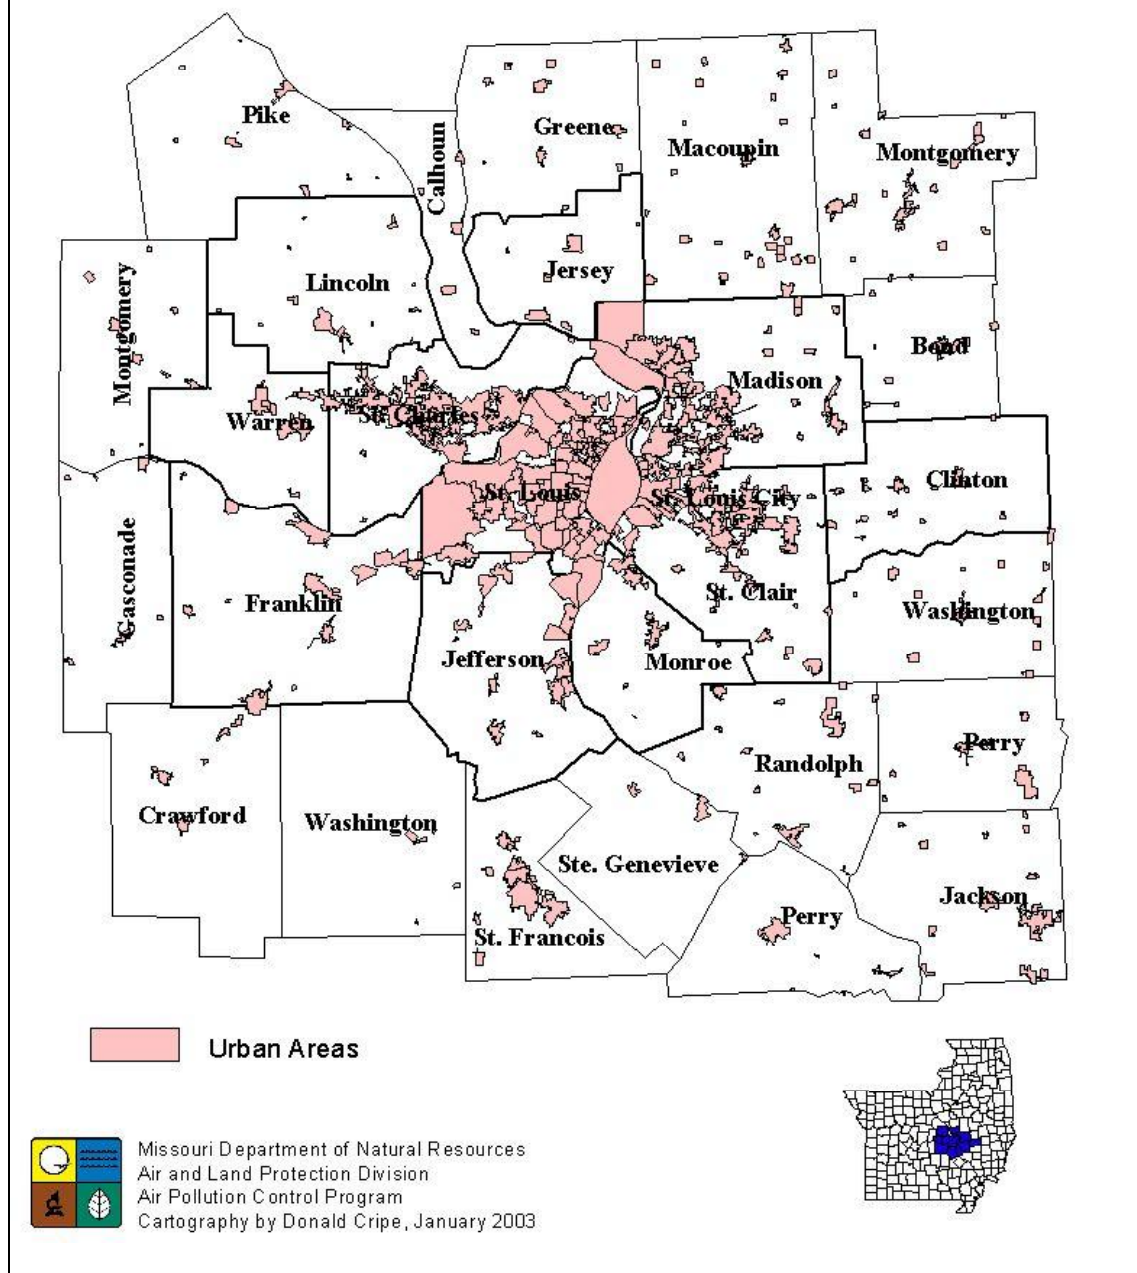 Pike
Calhoun
Greene
Macoupin
Montgomery
Lincoln
Jersey
Montgomery
Bond
Madison
Warren
St. Charles
St. Louis
St. Louis City
Clinton
Gasconade
Franklin
St. Clair
Washington
Jefferson
Monroe
Perry
Randolph
Crawford
Washington
Ste. Genevieve
Jackson
Perry
St. Francois
Urban Areas
Missouri Department of Natural Resources
Air and Land Protection Division
Air Pollution Control Program
Cartography by Donald Cripe, January 2003